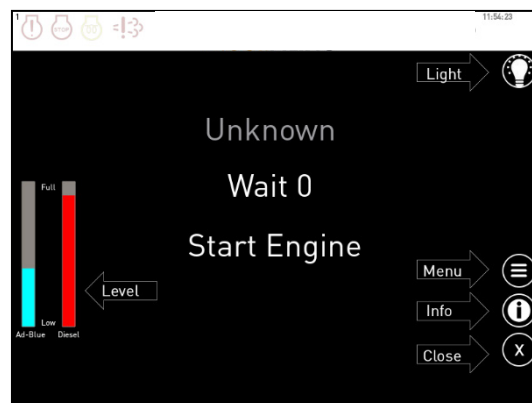 1
STOP
11:54:23
Light
Unknown
Wait 0
Full
Start Engine
Menu
Level
Info
Low
Ad-Blue Diesel
Close
X